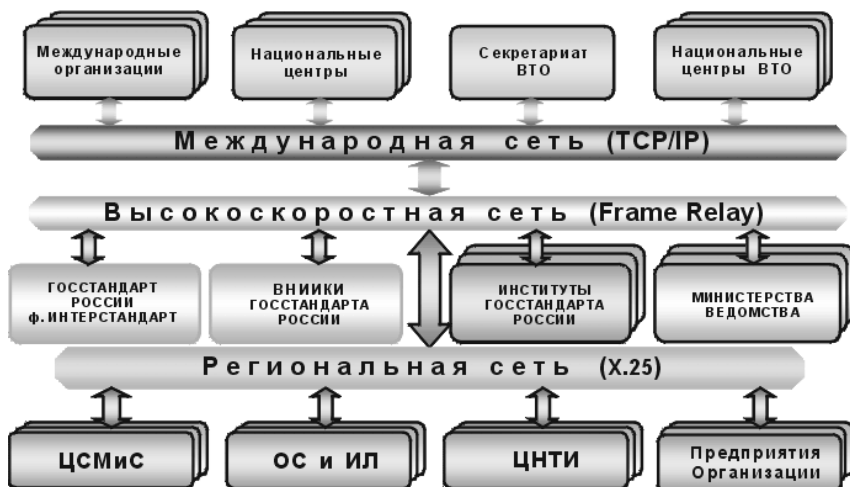 Международные
организации
Национальные
центры
Секретариат
ВТО
Национальные
центры ВТО
Международная сеть (TCP/IP)
Высокоскоростная сеть (Frame Relay)
ГОССТАНДАРТ
РОССИИ
ф. ИНТЕРСТАНДАРТ
ВНИИКИ
ГОССТАНДАРТА
РОССИИ
ИНСТИТУТЫ
ГОССТАНДАРТА
РОССИИ
МИНИСТЕРСТВА
ВЕДОМСТВА
Региональная сеть (X.25)
ЦСМиС
ОС и ИЛ
ЦНТИ
Предприятия
Организации